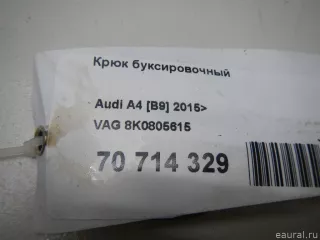 Крюк буксировочный
Audi A4 [B9] 2015>
VAG 8K0805615
70 714 329
eaural.ru